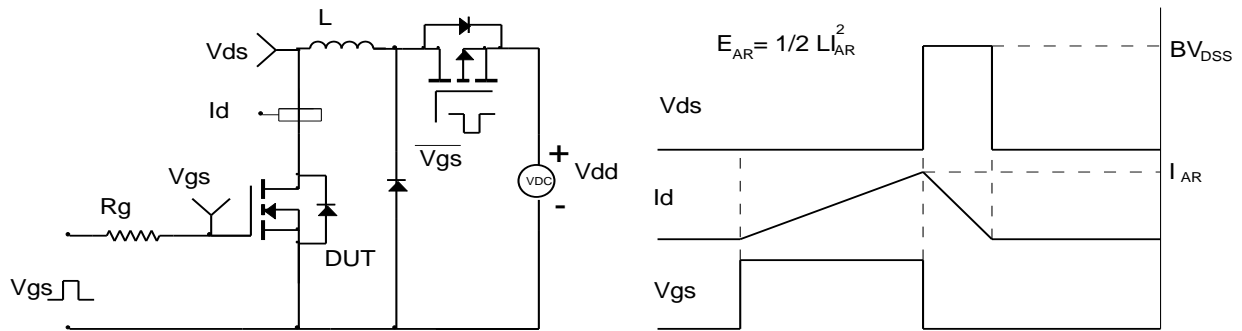 L
Vds
Id
Vgs
Vgs
Rg
DUT
Vgs
VDC
+
Vdd
-
E_AR = 1/2 LI_AR^2
BV_DSS
Vds
I_AR
Id
Vgs